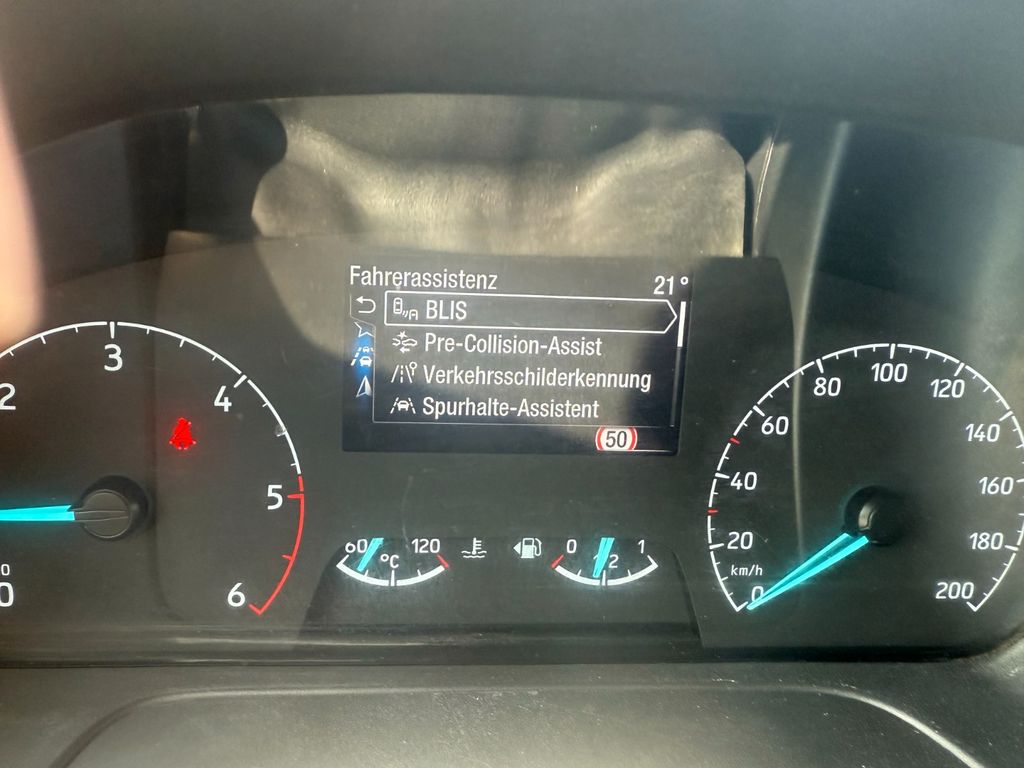 Fahrerassistenz 21°
BLIS
Pre-Collision-Assist
Verkehrsschilderkennung
Spurhalte-Assistent
50
2 3 4 5 6
60 °C 120
0 1/2 1
0 20 40 60 80 100 120 140 160 180 200
km/h